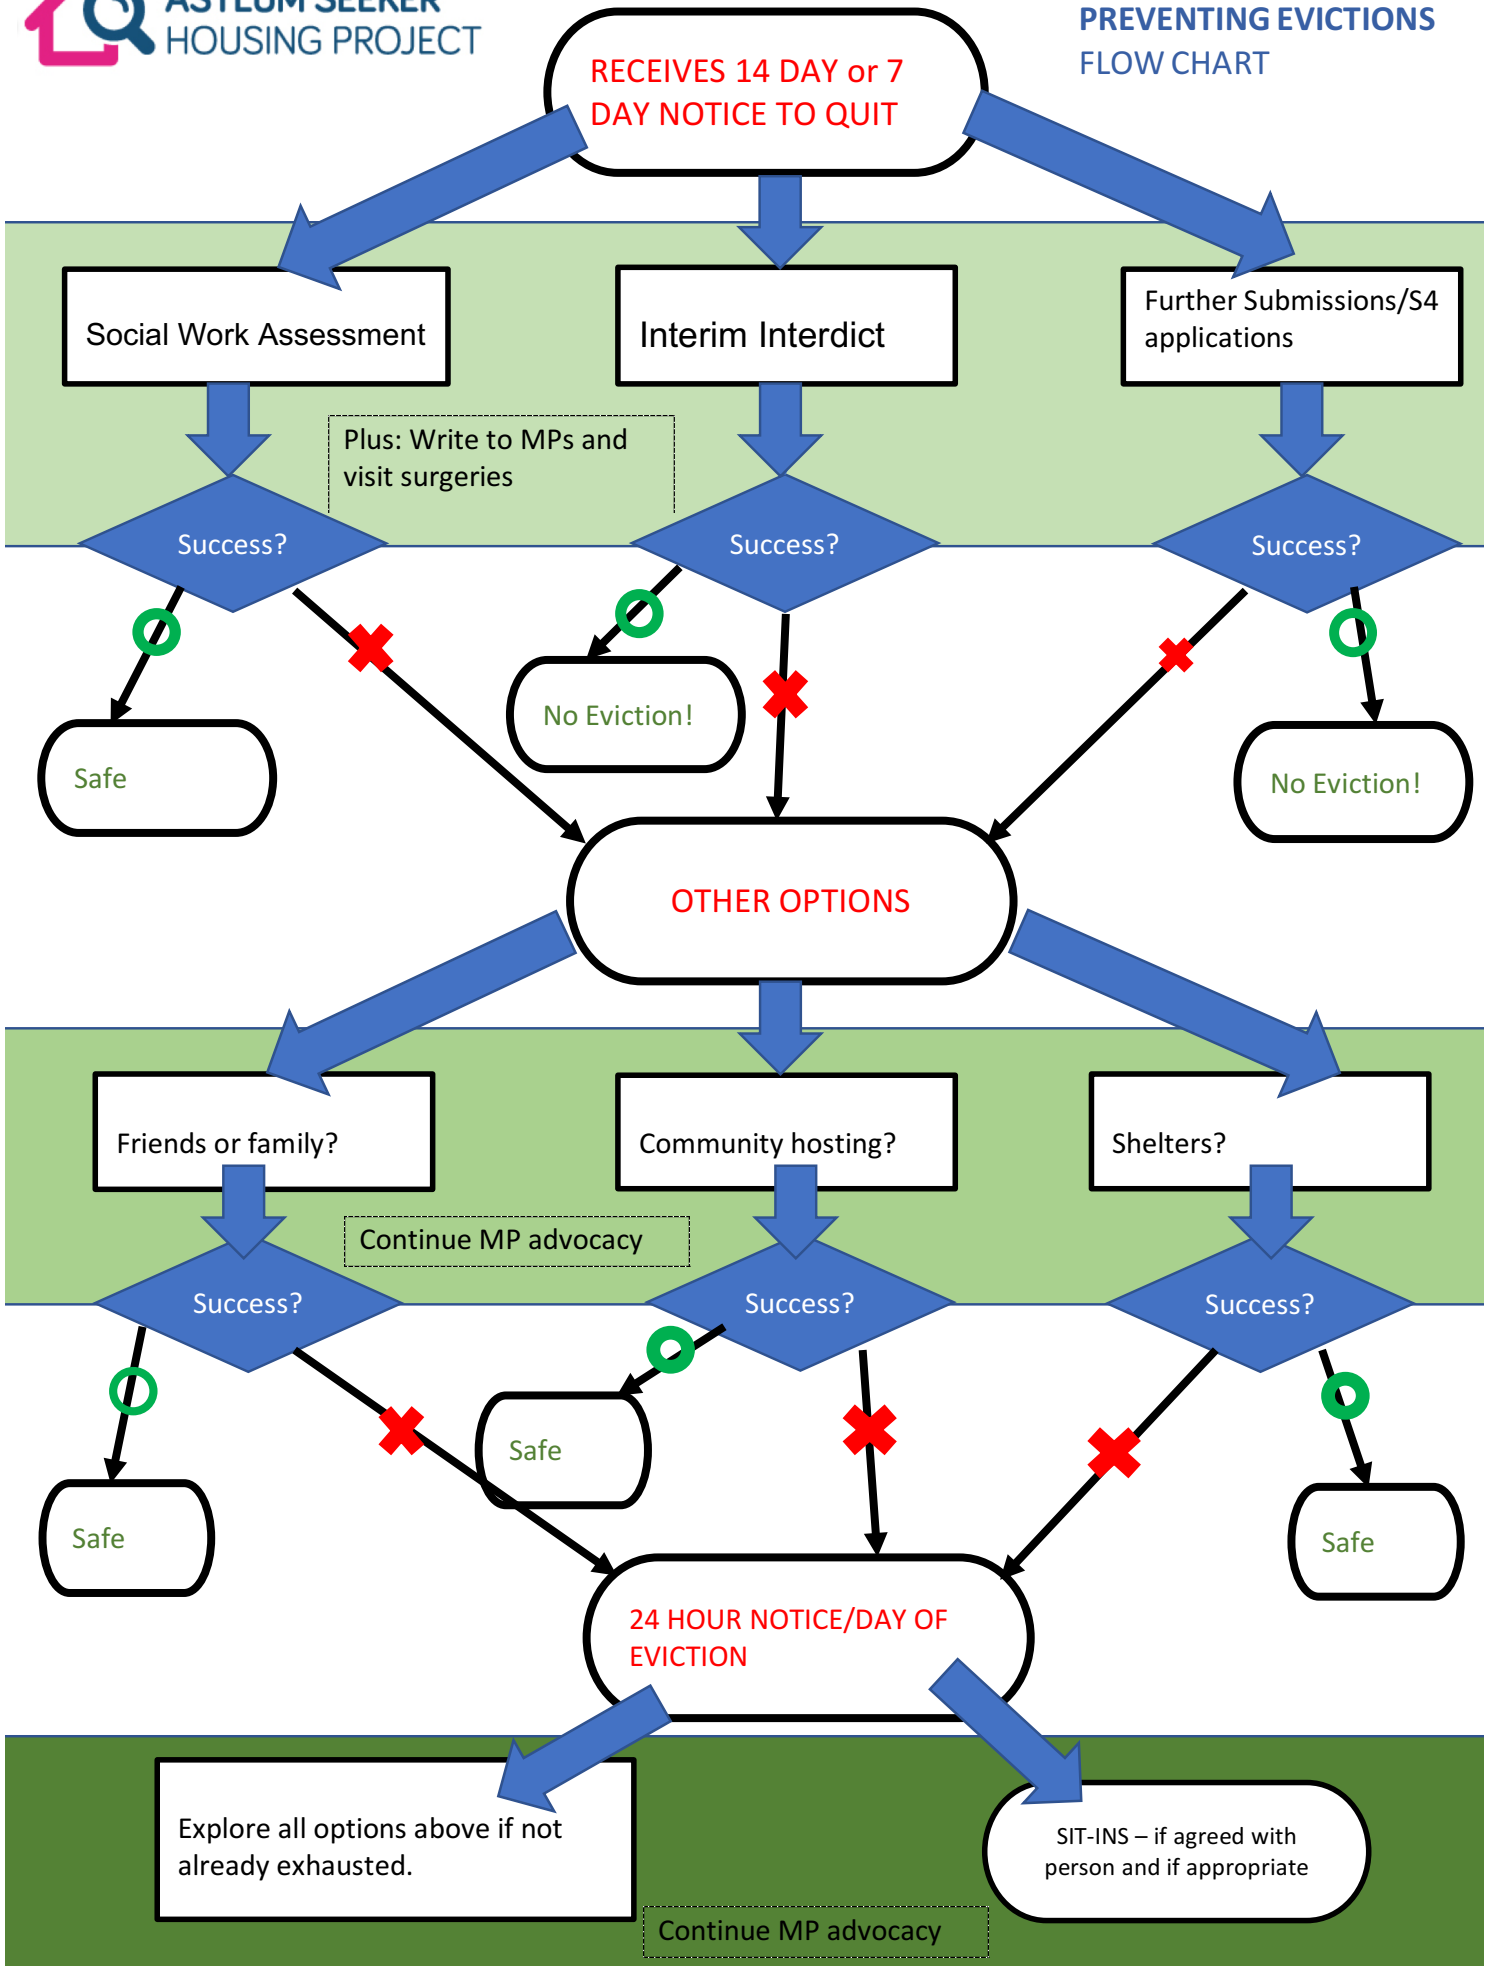 ASYLUM SEEKER
HOUSING PROJECT
PREVENTING EVICTIONS
FLOW CHART
RECEIVES 14 DAY or 7
DAY NOTICE TO QUIT
Social Work Assessment
Interim Interdict
Further Submissions/S4
applications
Plus: Write to MPs and
visit surgeries
Success?
Success?
Success?
Safe
No Eviction!
No Eviction!
OTHER OPTIONS
Friends or family?
Community hosting?
Shelters?
Continue MP advocacy
Success?
Success?
Success?
Safe
Safe
Safe
24 HOUR NOTICE/DAY OF
EVICTION
Explore all options above if not
already exhausted.
SIT-INS – if agreed with
person and if appropriate
Continue MP advocacy